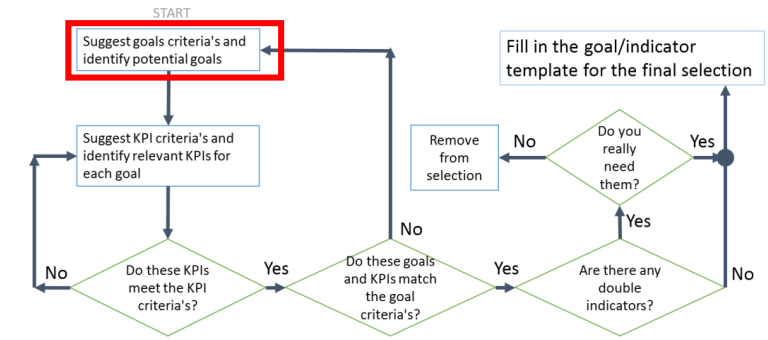 START
Suggest goals criteria's and
identify potential goals
Fill in the goal/indicator
template for the final selection
Suggest KPI criteria's and
identify relevant KPIs for
each goal
Remove
from
selection
No
Do you
really
need
them?
Yes
No
Yes
No
Do these KPIs
meet the KPI
criteria's?
Yes
Do these goals
and KPIs match
the goal
criteria's?
Yes
Are there any
double
indicators?
No